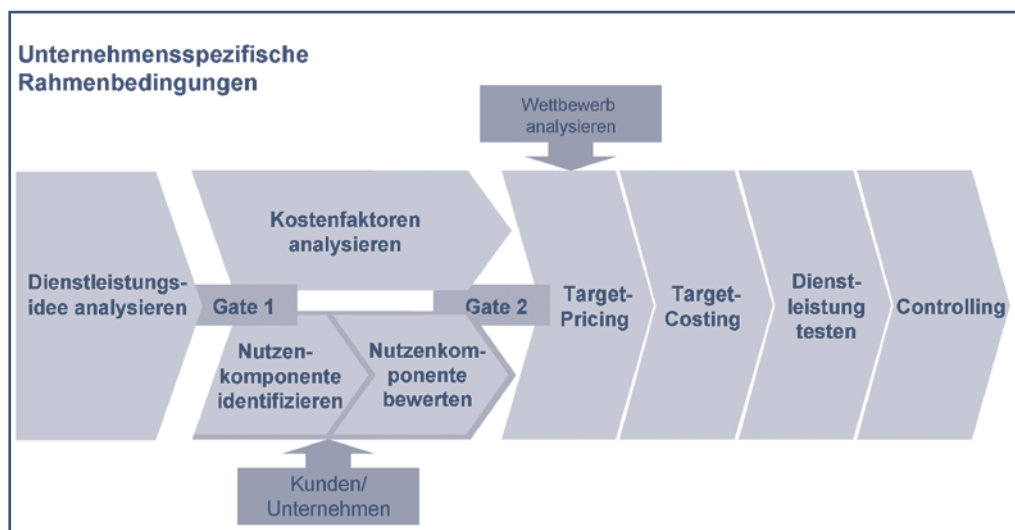 Unternehmensspezifische
Rahmenbedingungen
Wettbewerb
analysieren
Dienstleistungs-
idee analysieren
Kostenfaktoren
analysieren
Gate 1
Gate 2
Nutzen-
komponente
identifizieren
Nutzenkom-
ponente
bewerten
Kunden/
Unternehmen
Target-
Pricing
Target-
Costing
Dienst-
leistung
testen
Controlling